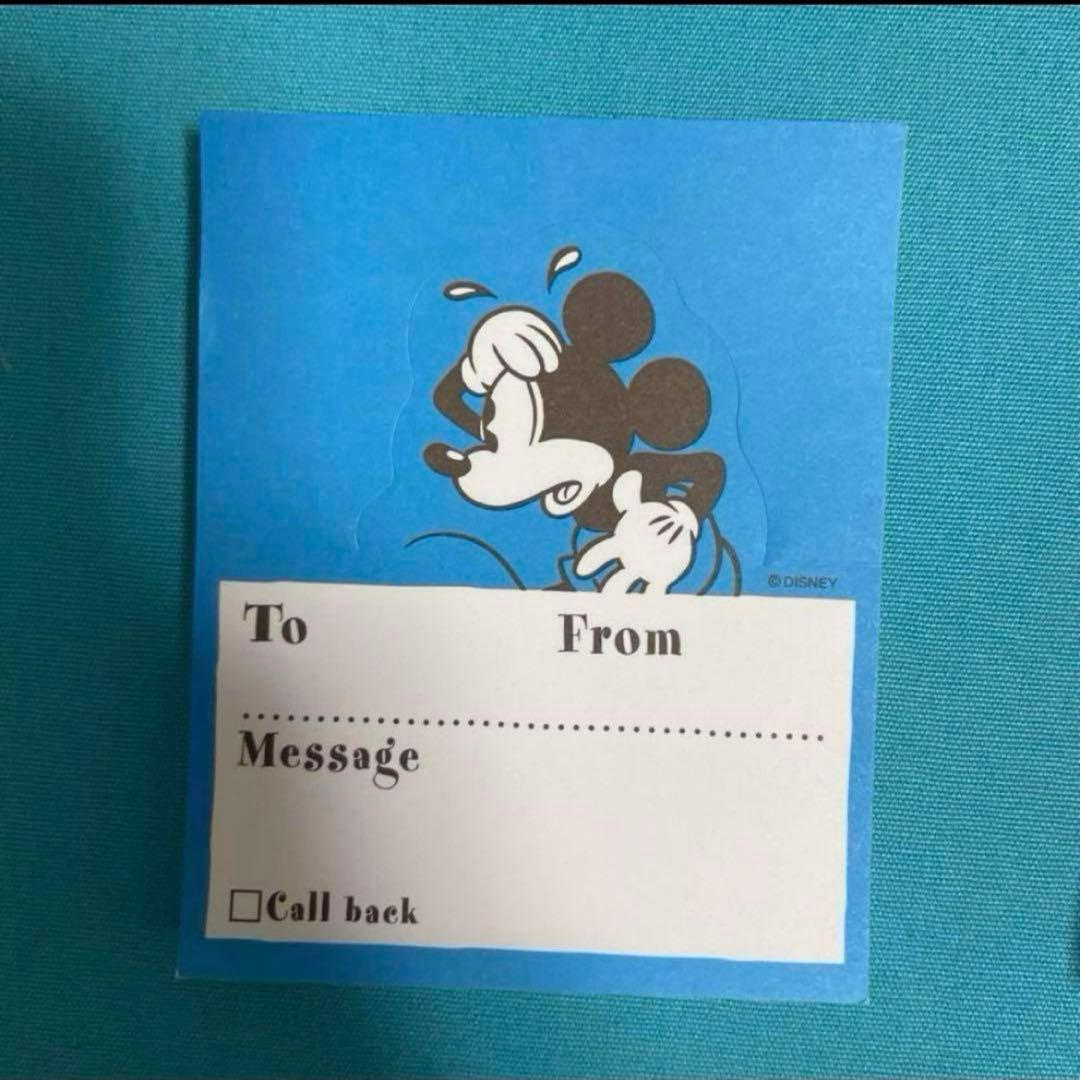 © DISNEY
To From
Message
☐Call back